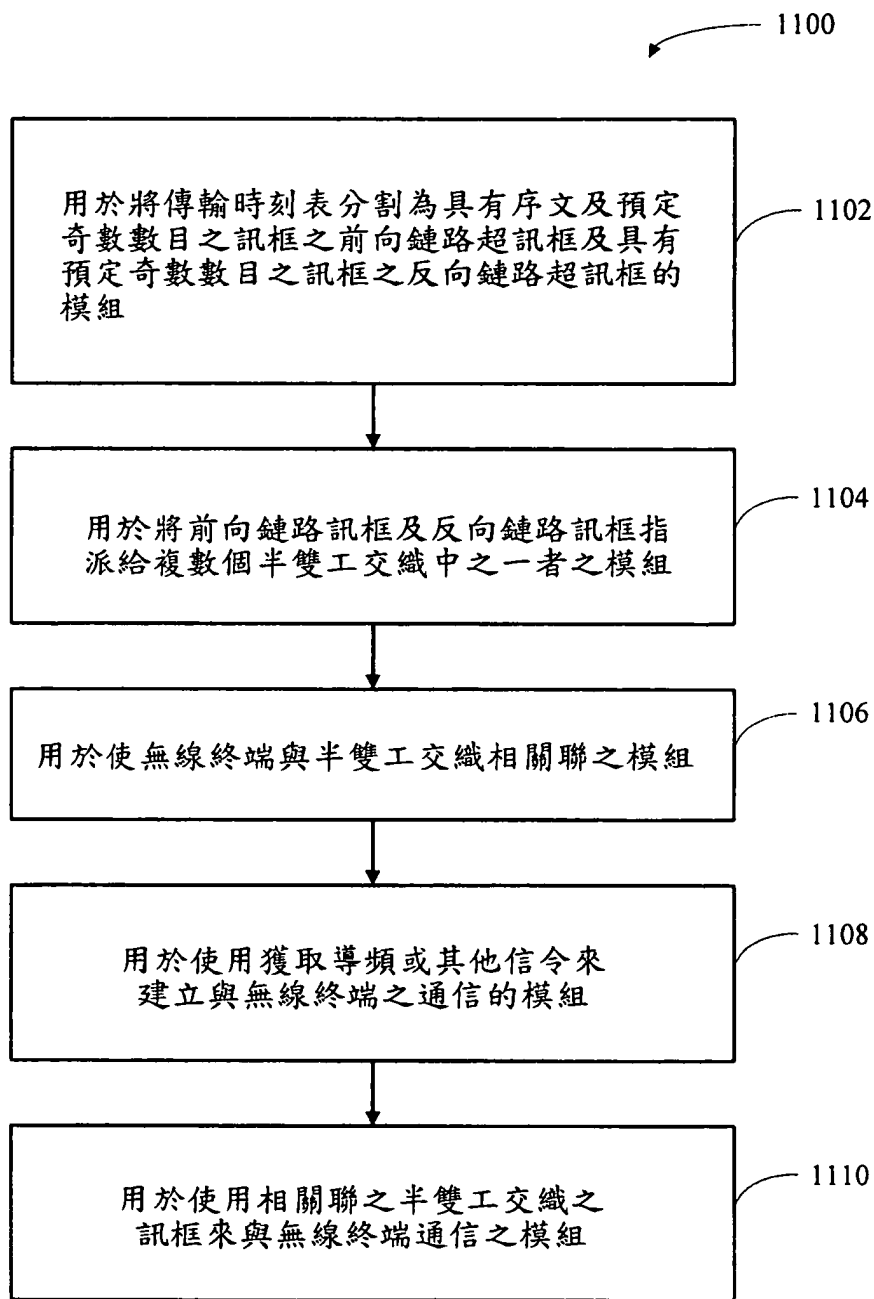 1100
用於將傳輸時刻表分割為具有序文及預定
奇數數目之訊框之前向鏈路超訊框及具有
預定奇數數目之訊框之反向鏈路超訊框的
模組
1102
用於將前向鏈路訊框及反向鏈路訊框指
派給複數個半雙工交織中之一者之模組
1104
用於使無線終端與半雙工交織相關聯之模組
1106
用於使用獲取導頻或其他信令來
建立與無線終端之通信的模組
1108
用於使用相關聯之半雙工交織之
訊框來與無線終端通信之模組
1110